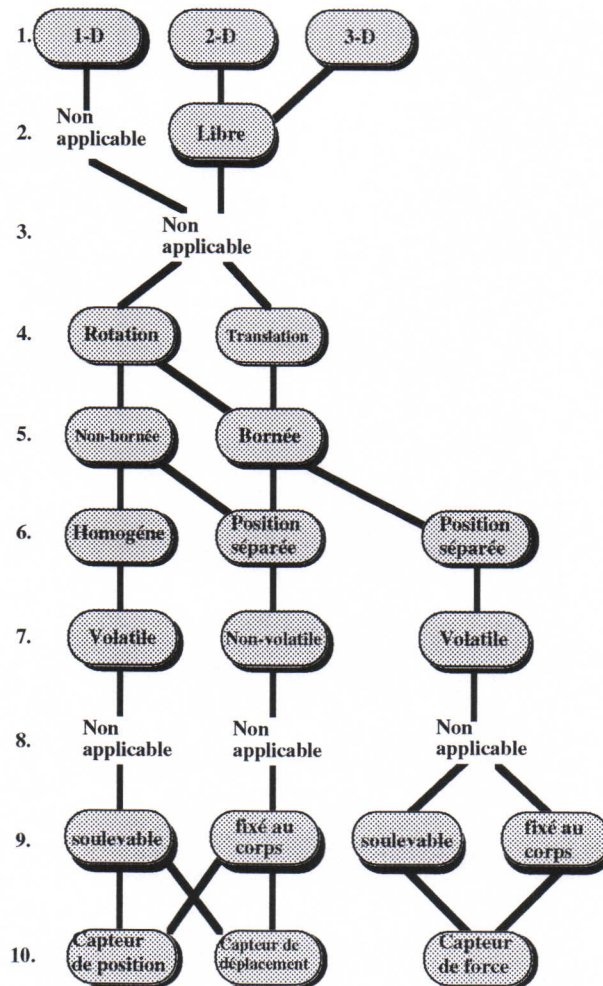 1. 1-D 2-D 3-D
2. Non applicable Libre
3. Non applicable
4. Rotation Translation
5. Non-bornée Bornée
6. Homogéne Position séparée Position séparée
7. Volatile Non-volatile Volatile
8. Non applicable Non applicable Non applicable
9. soulevable fixé au corps soulevable fixé au corps
10. Capteur de position Capteur de déplacement Capteur de force